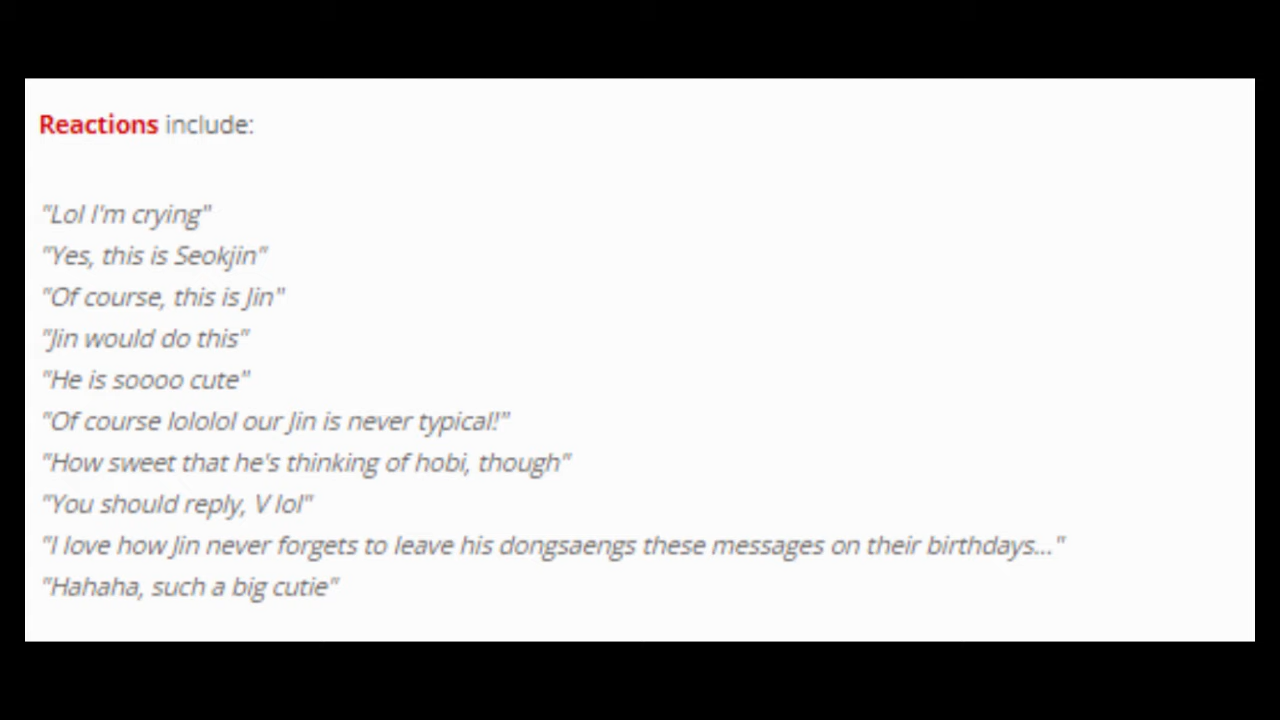 Reactions include:
"Lol I'm crying"
"Yes, this is Seokjin"
"Of course, this is Jin"
"Jin would do this"
"He is soooo cute"
"Of course lololol our Jin is never typical!"
"How sweet that he's thinking of hobi, though"
"You should reply, V lol"
"I love how Jin never forgets to leave his dongsaengs these messages on their birthdays..."
"Hahaha, such a big cutie"